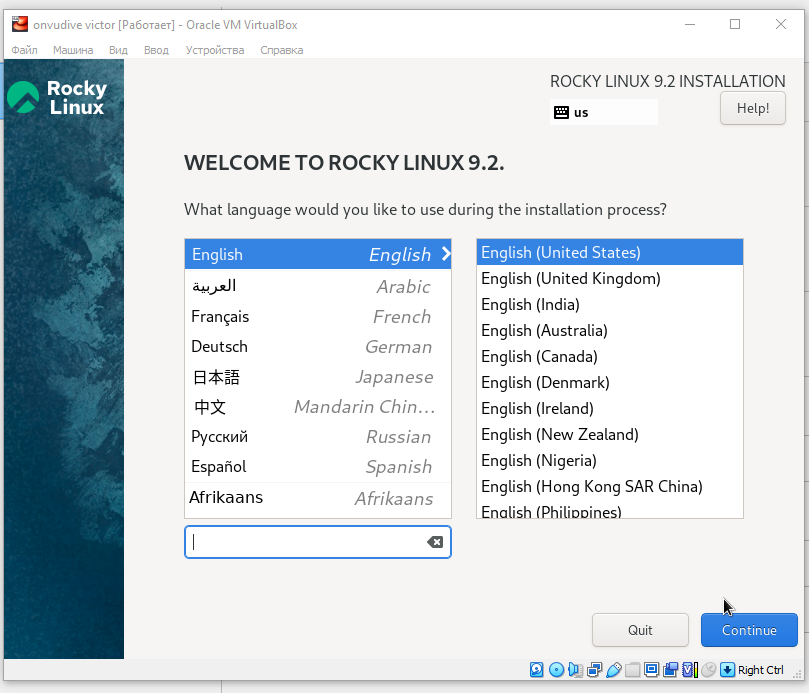 onvudive victor [Работает] - Oracle VM VirtualBox
Файл Машина Вид Ввод Устройства Справка
Rocky
Linux
ROCKY LINUX 9.2 INSTALLATION
us
Help!
WELCOME TO ROCKY LINUX 9.2.
What language would you like to use during the installation process?
English English
العربية Arabic
Français French
Deutsch German
日本語 Japanese
中文 Mandarin Chin…
Русский Russian
Español Spanish
Afrikaans Afrikaans
English (United States)
English (United Kingdom)
English (India)
English (Australia)
English (Canada)
English (Denmark)
English (Ireland)
English (New Zealand)
English (Nigeria)
English (Hong Kong SAR China)
English (Philippines)
Quit
Continue
Right Ctrl